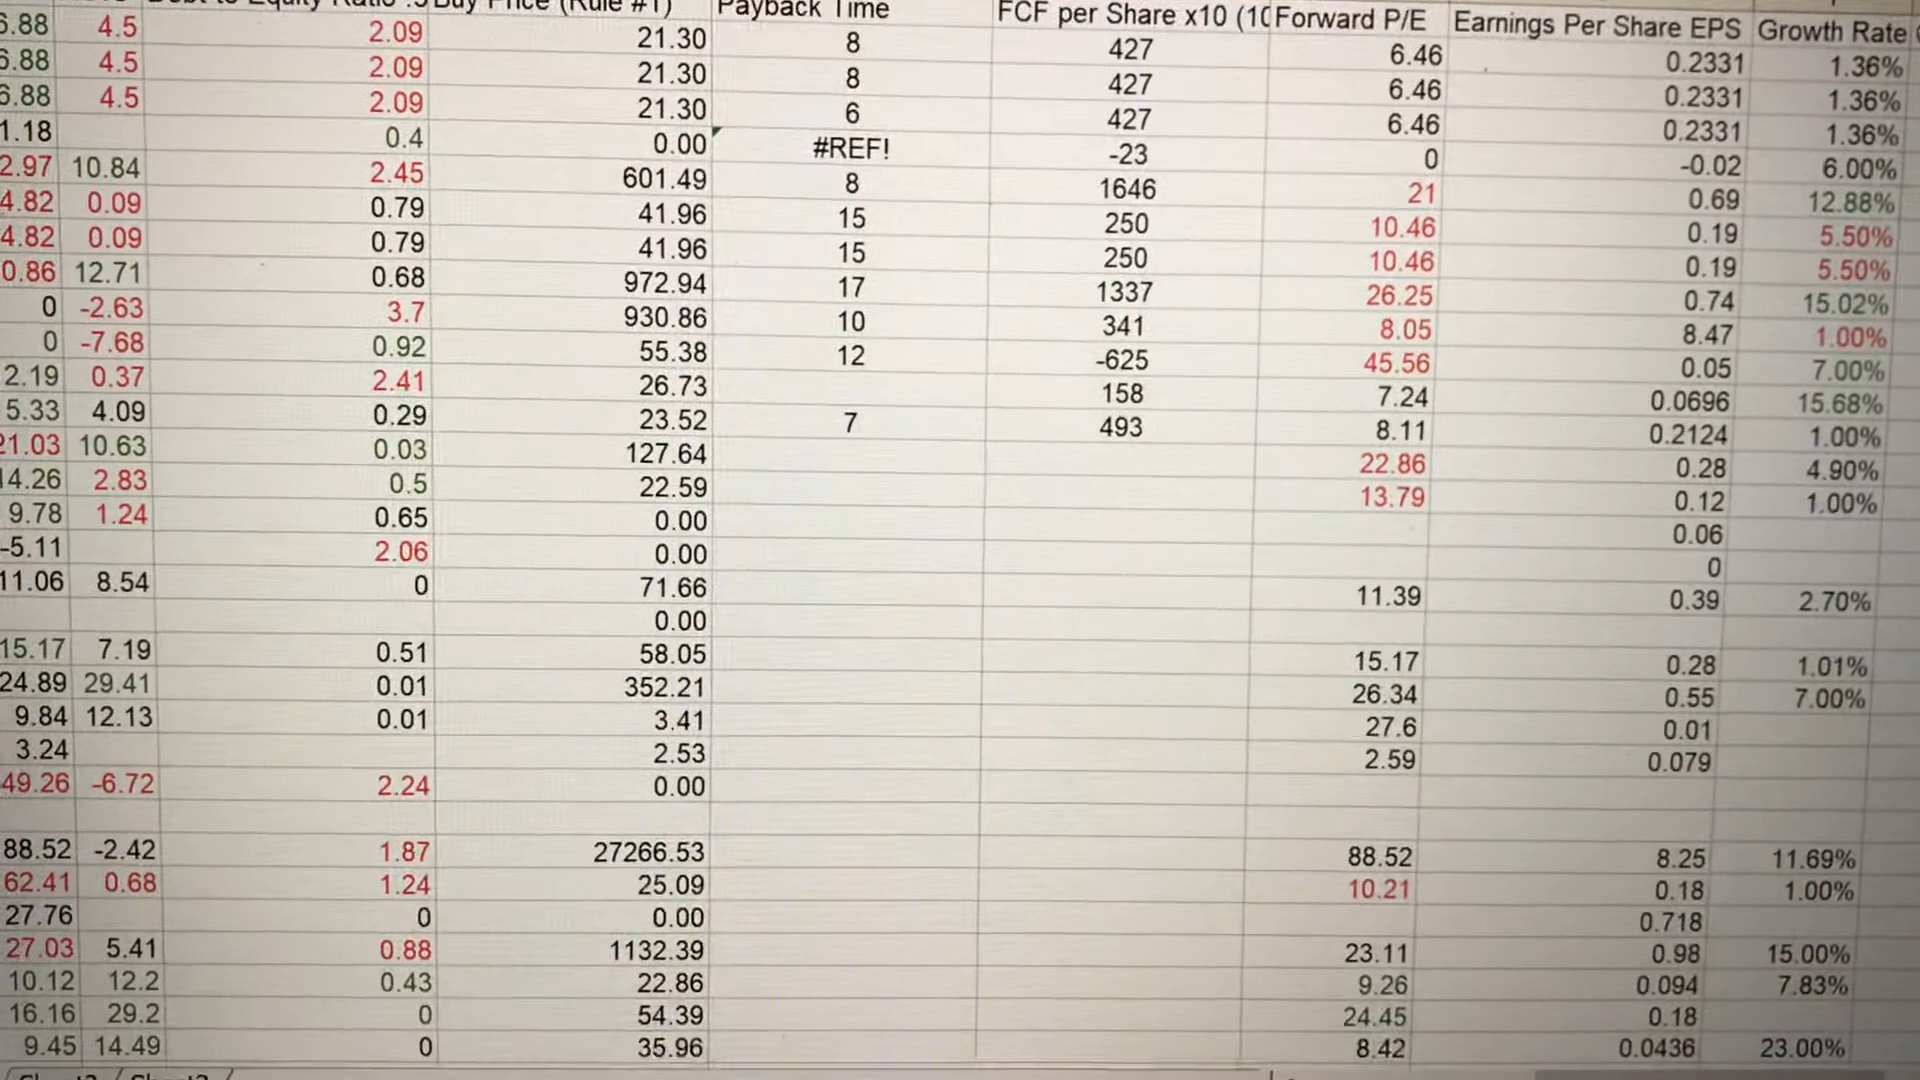 Equity Ratio .5 Buy Price (Rule #1) Payback Time FCF per Share x10 (10 Forward P/E Earnings Per Share EPS Growth Rate
6.88 4.5 2.09 21.30 8 427 6.46 0.2331 1.36%
6.88 4.5 2.09 21.30 8 427 6.46 0.2331 1.36%
6.88 4.5 2.09 21.30 6 427 6.46 0.2331 1.36%
1.18 0.4 0.00 #REF! -23 0 -0.02 6.00%
2.97 10.84 2.45 601.49 8 1646 21 0.69 12.88%
4.82 0.09 0.79 41.96 15 250 10.46 0.19 5.50%
4.82 0.09 0.79 41.96 15 250 10.46 0.19 5.50%
0.86 12.71 0.68 972.94 17 1337 26.25 0.74 15.02%
0 -2.63 3.7 930.86 10 341 8.05 8.47 1.00%
0 -7.68 0.92 55.38 12 -625 45.56 0.05 7.00%
2.19 0.37 2.41 26.73 158 7.24 0.0696 15.68%
5.33 4.09 0.29 23.52 7 493 8.11 0.2124 1.00%
21.03 10.63 0.03 127.64 22.86 0.28 4.90%
14.26 2.83 0.5 22.59 13.79 0.12 1.00%
9.78 1.24 0.65 0.00 0.06
-5.11 2.06 0.00 0
11.06 8.54 0 71.66 11.39 0.39 2.70%
0.00
15.17 7.19 0.51 58.05 15.17 0.28 1.01%
24.89 29.41 0.01 352.21 26.34 0.55 7.00%
9.84 12.13 0.01 3.41 27.6 0.01
3.24 2.53 2.59 0.079
49.26 -6.72 2.24 0.00
88.52 -2.42 1.87 27266.53 88.52 8.25 11.69%
62.41 0.68 1.24 25.09 10.21 0.18 1.00%
27.76 0 0.00 0.718
27.03 5.41 0.88 1132.39 23.11 0.98 15.00%
10.12 12.2 0.43 22.86 9.26 0.094 7.83%
16.16 29.2 0 54.39 24.45 0.18
9.45 14.49 0 35.96 8.42 0.0436 23.00%